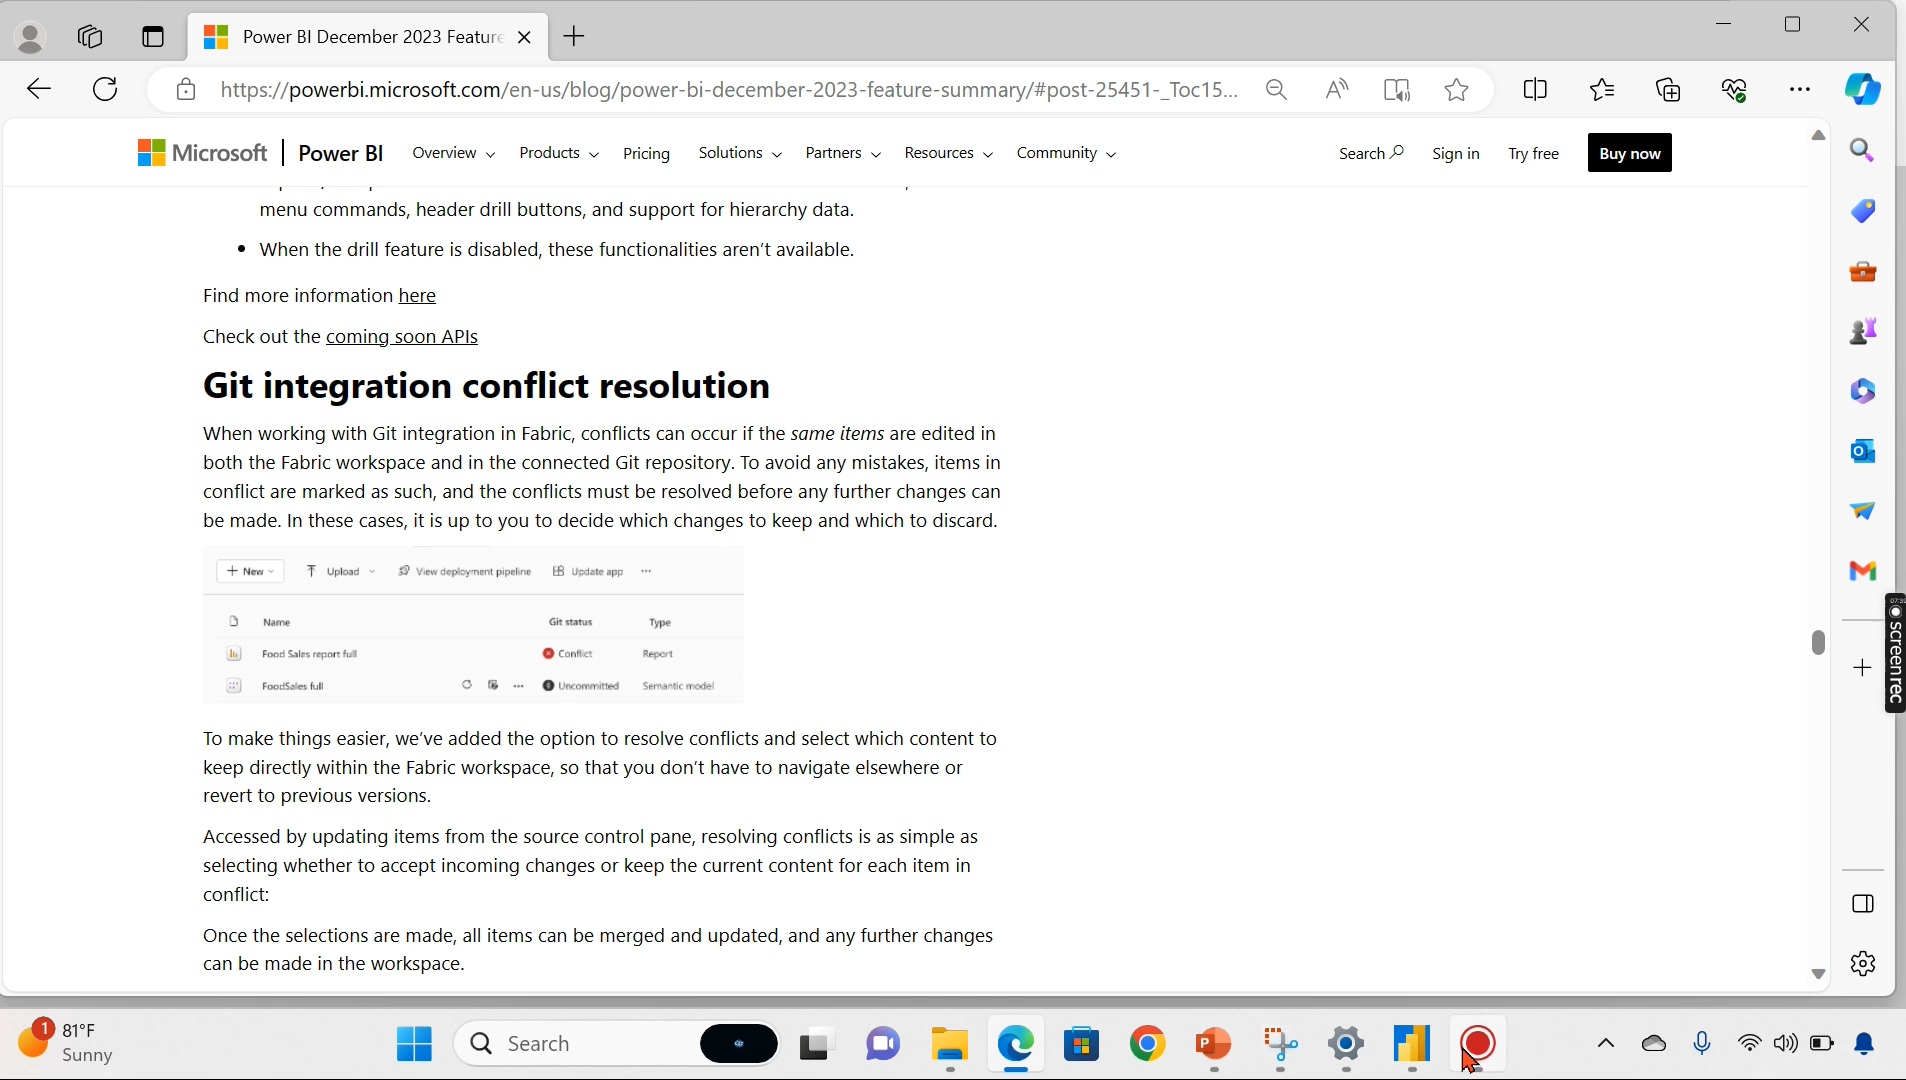 Power BI December 2023 Feature
https://powerbi.microsoft.com/en-us/blog/power-bi-december-2023-feature-summary/#post-25451-_Toc15...
Microsoft | Power BI Overview Products Pricing Solutions Partners Resources Community Search Sign in Try free Buy now
menu commands, header drill buttons, and support for hierarchy data.
• When the drill feature is disabled, these functionalities aren't available.
Find more information here
Check out the coming soon APIs
Git integration conflict resolution
When working with Git integration in Fabric, conflicts can occur if the same items are edited in
both the Fabric workspace and in the connected Git repository. To avoid any mistakes, items in
conflict are marked as such, and the conflicts must be resolved before any further changes can
be made. In these cases, it is up to you to decide which changes to keep and which to discard.
+ New Upload View deployment pipeline Update app ...
Name Git status Type
Food Sales report full Conflict Report
FoodSales full ... Uncommitted Semantic model
To make things easier, we've added the option to resolve conflicts and select which content to
keep directly within the Fabric workspace, so that you don't have to navigate elsewhere or
revert to previous versions.
Accessed by updating items from the source control pane, resolving conflicts is as simple as
selecting whether to accept incoming changes or keep the current content for each item in
conflict:
Once the selections are made, all items can be merged and updated, and any further changes
can be made in the workspace.
screenrec
1
81°F
Sunny
Search